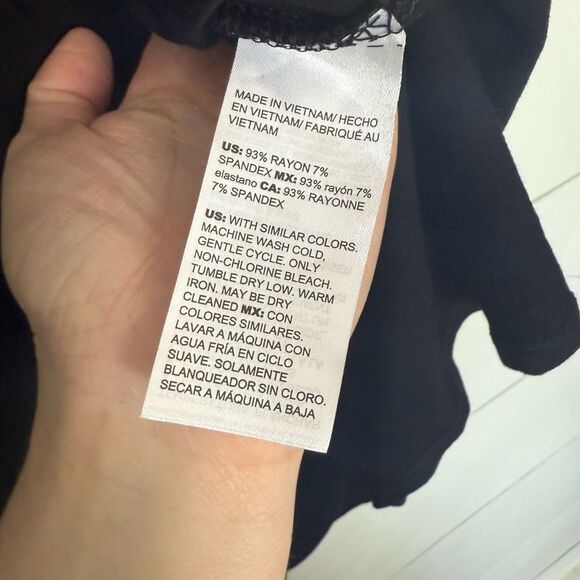 MADE IN VIETNAM/ HECHO
EN VIETNAM/ FABRIQUÉ AU
VIETNAM
US: 93% RAYON 7%
SPANDEX MX: 93% rayón 7%
elastano CA: 93% RAYONNE
7% SPANDEX
US: WITH SIMILAR COLORS.
MACHINE WASH COLD,
GENTLE CYCLE. ONLY
NON-CHLORINE BLEACH.
TUMBLE DRY LOW. WARM
IRON. MAY BE DRY
CLEANED MX: CON
COLORES SIMILARES.
LAVAR A MÁQUINA CON
AGUA FRÍA EN CICLO
SUAVE. SOLAMENTE
BLANQUEADOR SIN CLORO.
SECAR A MÁQUINA A BAJA